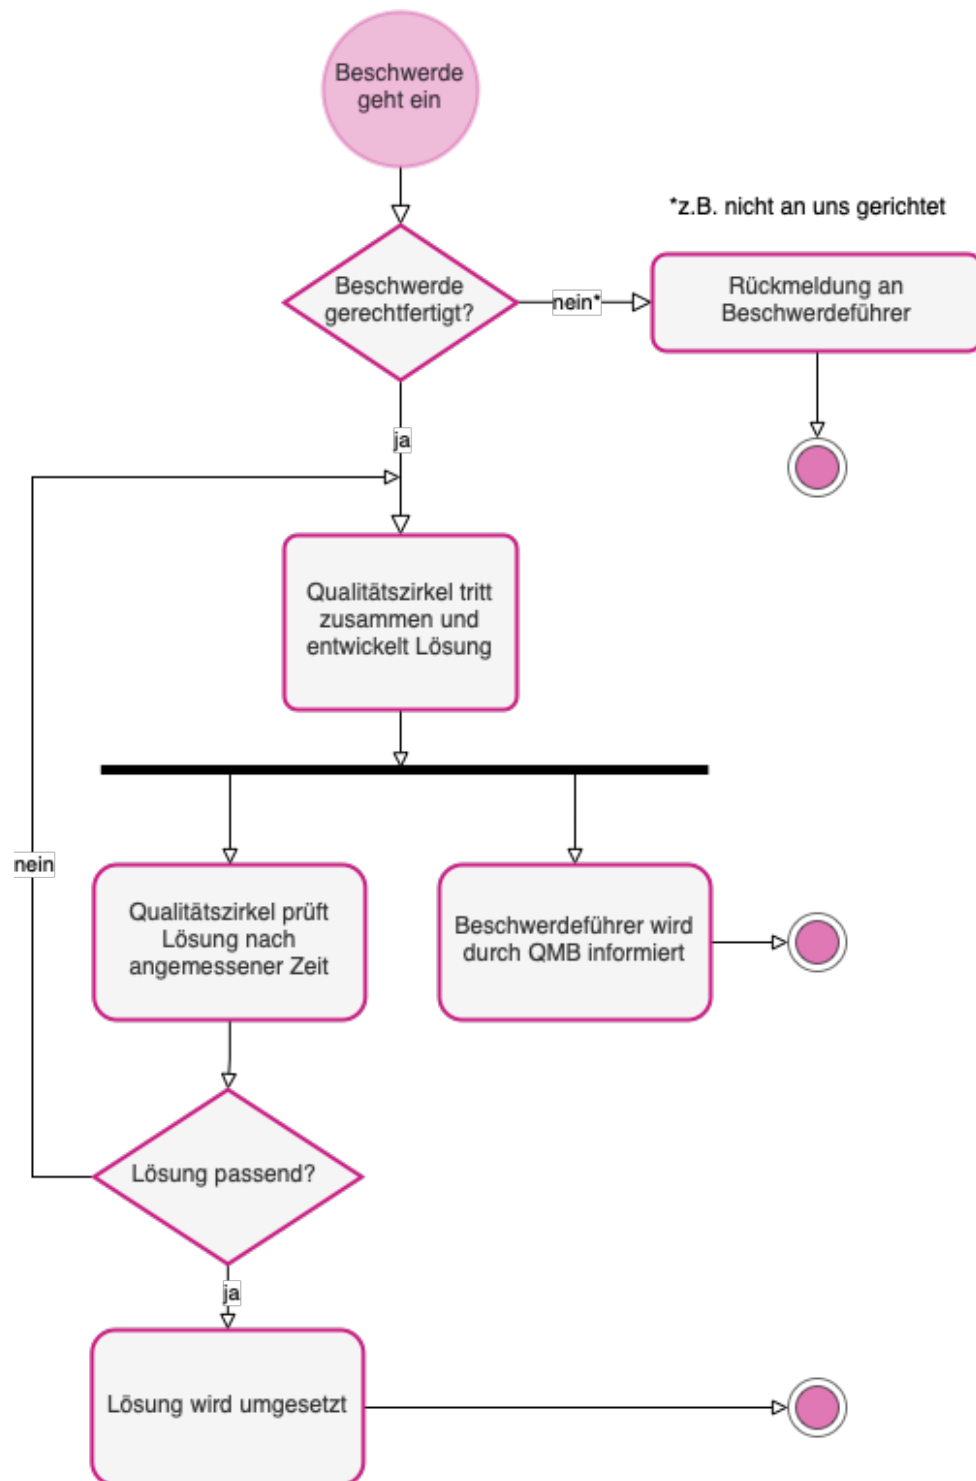 Beschwerde
geht ein
*z.B. nicht an uns gerichtet
Beschwerde
gerechtfertigt?
nein*
Rückmeldung an
Beschwerdeführer
ja
Qualitätszirkel tritt
zusammen und
entwickelt Lösung
nein
Qualitätszirkel prüft
Lösung nach
angemessener Zeit
Beschwerdeführer wird
durch QMB informiert
Lösung passend?
ja
Lösung wird umgesetzt